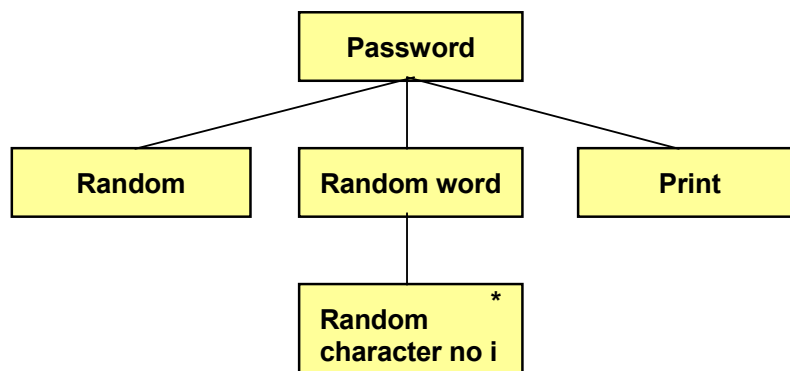 Password
Random
Random word
Print
*
Random
character no i